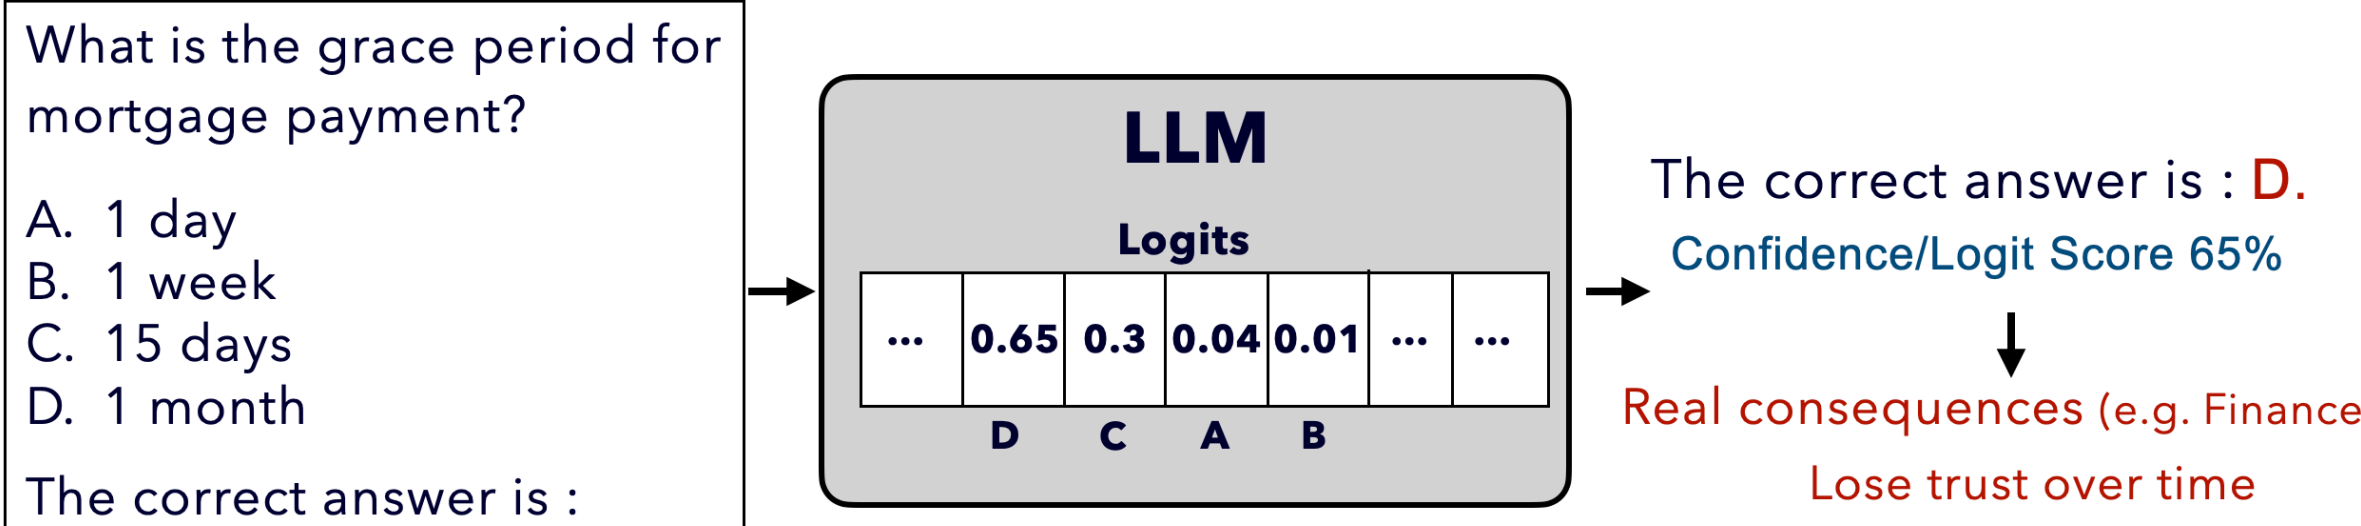 What is the grace period for
mortgage payment?
A. 1 day
B. 1 week
C. 15 days
D. 1 month
The correct answer is :
LLM
Logits
... 0.65 0.3 0.04 0.01 ... ...
D C A B
The correct answer is : D.
Confidence/Logit Score 65%
Real consequences (e.g. Finance
Lose trust over time